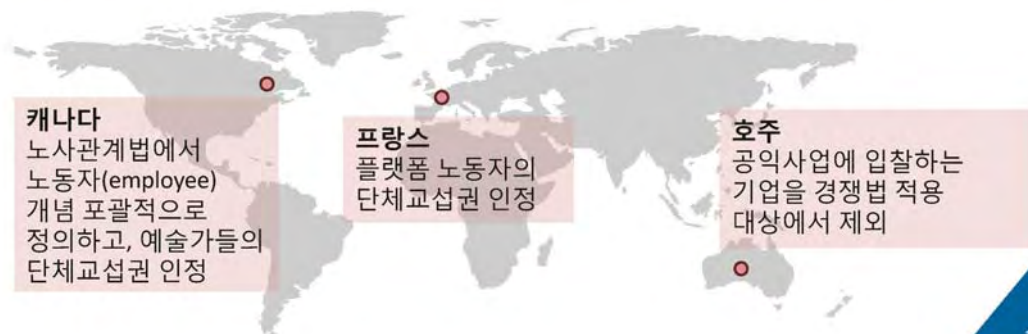 캐나다
노사관계법에서
노동자(employee)
개념 포괄적으로
정의하고, 예술가들의
단체교섭권 인정
프랑스
플랫폼 노동자의
단체교섭권 인정
호주
공익사업에 입찰하는
기업을 경쟁법 적용
대상에서 제외